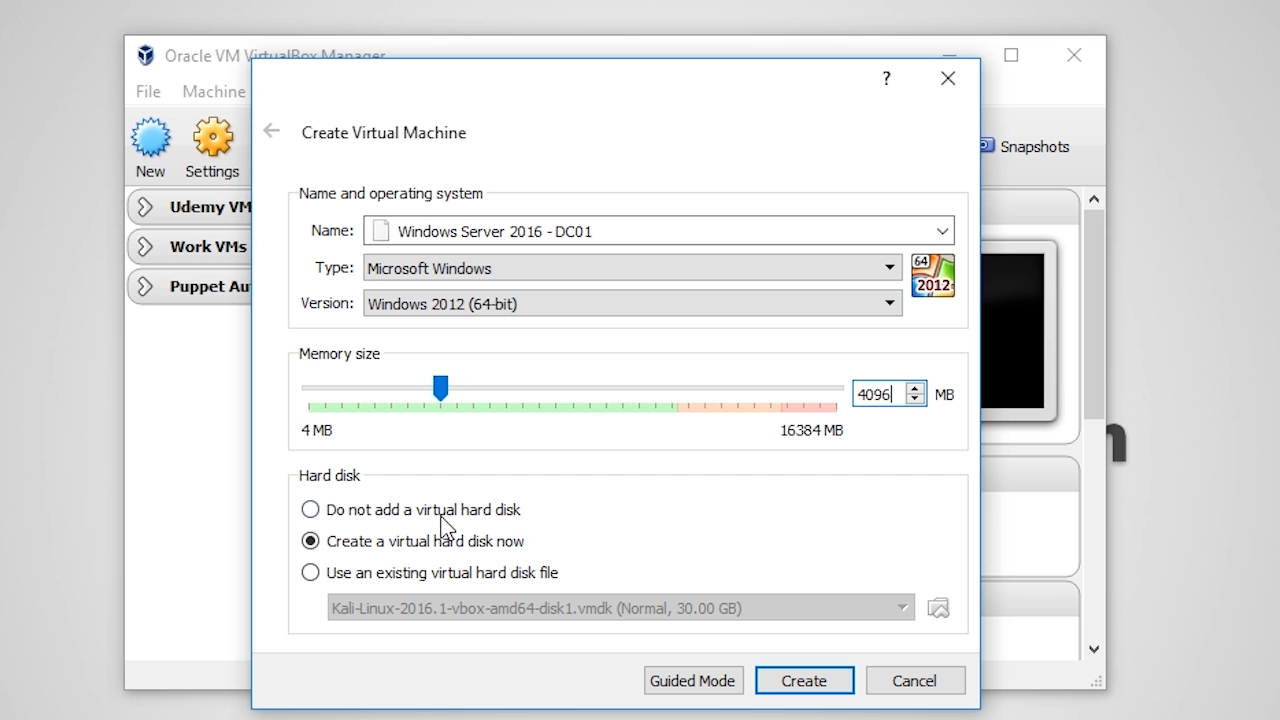 Oracle VM VirtualBox Manager
?
File Machine
Create Virtual Machine
New Settings
Snapshots
Name and operating system
Udemy VM
Name: Windows Server 2016 - DC01
Work VMs
Type: Microsoft Windows
64
2012
Puppet Au
Version: Windows 2012 (64-bit)
Memory size
4096 MB
4 MB 16384 MB
Hard disk
Do not add a virtual hard disk
Create a virtual hard disk now
Use an existing virtual hard disk file
Kali-Linux-2016.1-vbox-amd64-disk1.vmdk (Normal, 30.00 GB)
Guided Mode Create Cancel